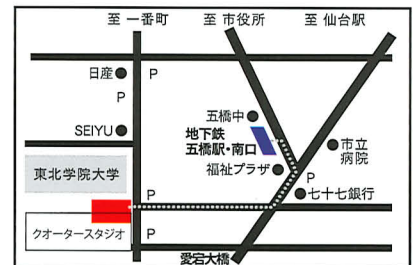 至 一番町
至 市役所
至 仙台駅
日産
P
P
五橋中
SEIYU
地下鉄
五橋駅・南口
市立
病院
東北学院大学
福祉プラザ
P
P
七十七銀行
クオータースタジオ
P
愛宕大橋